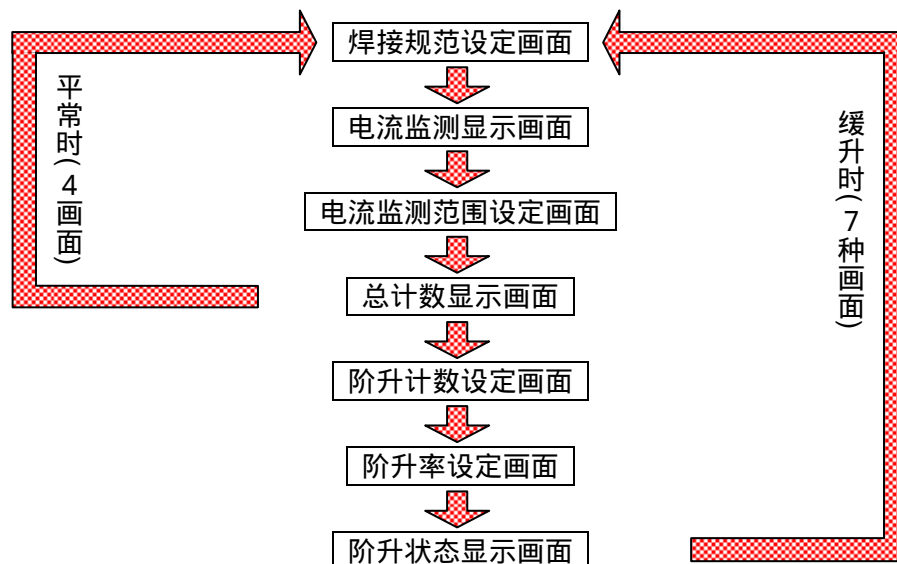 焊接规范设定画面
电流监测显示画面
电流监测范围设定画面
总计数显示画面
阶升计数设定画面
阶升率设定画面
阶升状态显示画面
平常时(4画面)
缓升时(7种画面)